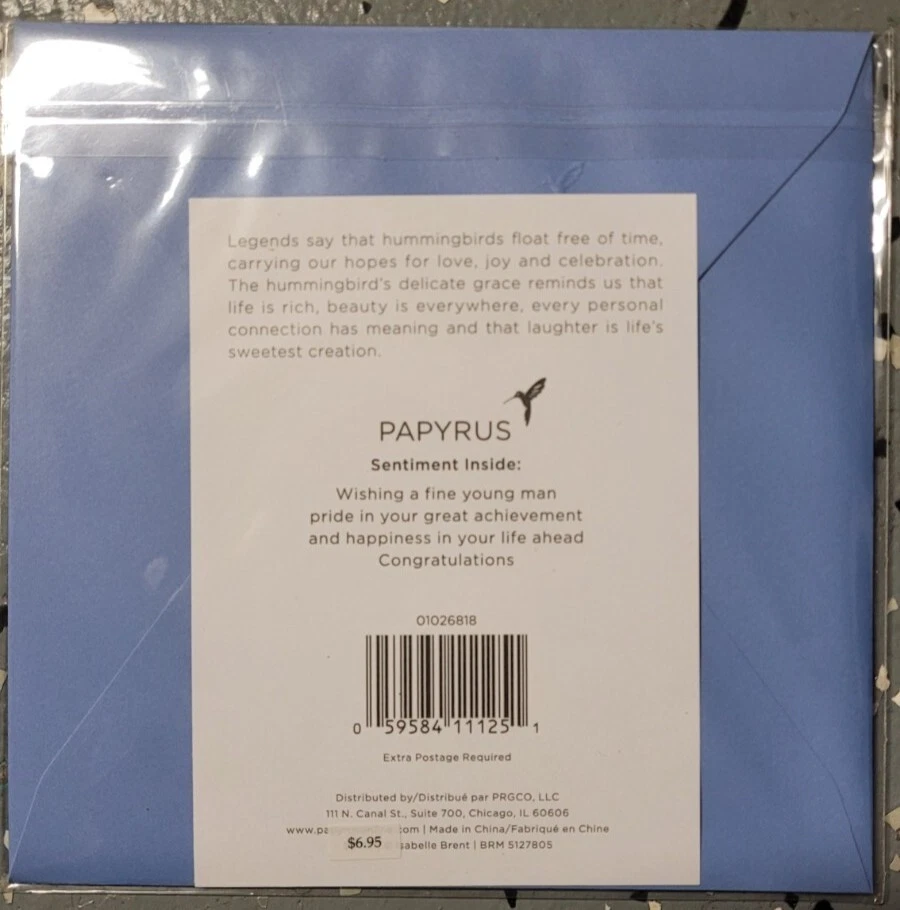 Legends say that hummingbirds float free of time,
carrying our hopes for love, joy and celebration.
The hummingbird's delicate grace reminds us that
life is rich, beauty is everywhere, every personal
connection has meaning and that laughter is life's
sweetest creation.
PAPYRUS
Sentiment Inside:
Wishing a fine young man
pride in your great achievement
and happiness in your life ahead
Congratulations
01026818
0 59584 11125 1
Extra Postage Required
Distributed by/Distribué par PRGCO, LLC
111 N. Canal St., Suite 700, Chicago, IL 60606
| Made in China/Fabriqué en Chine
$6.95
Brent | BRM 5127805